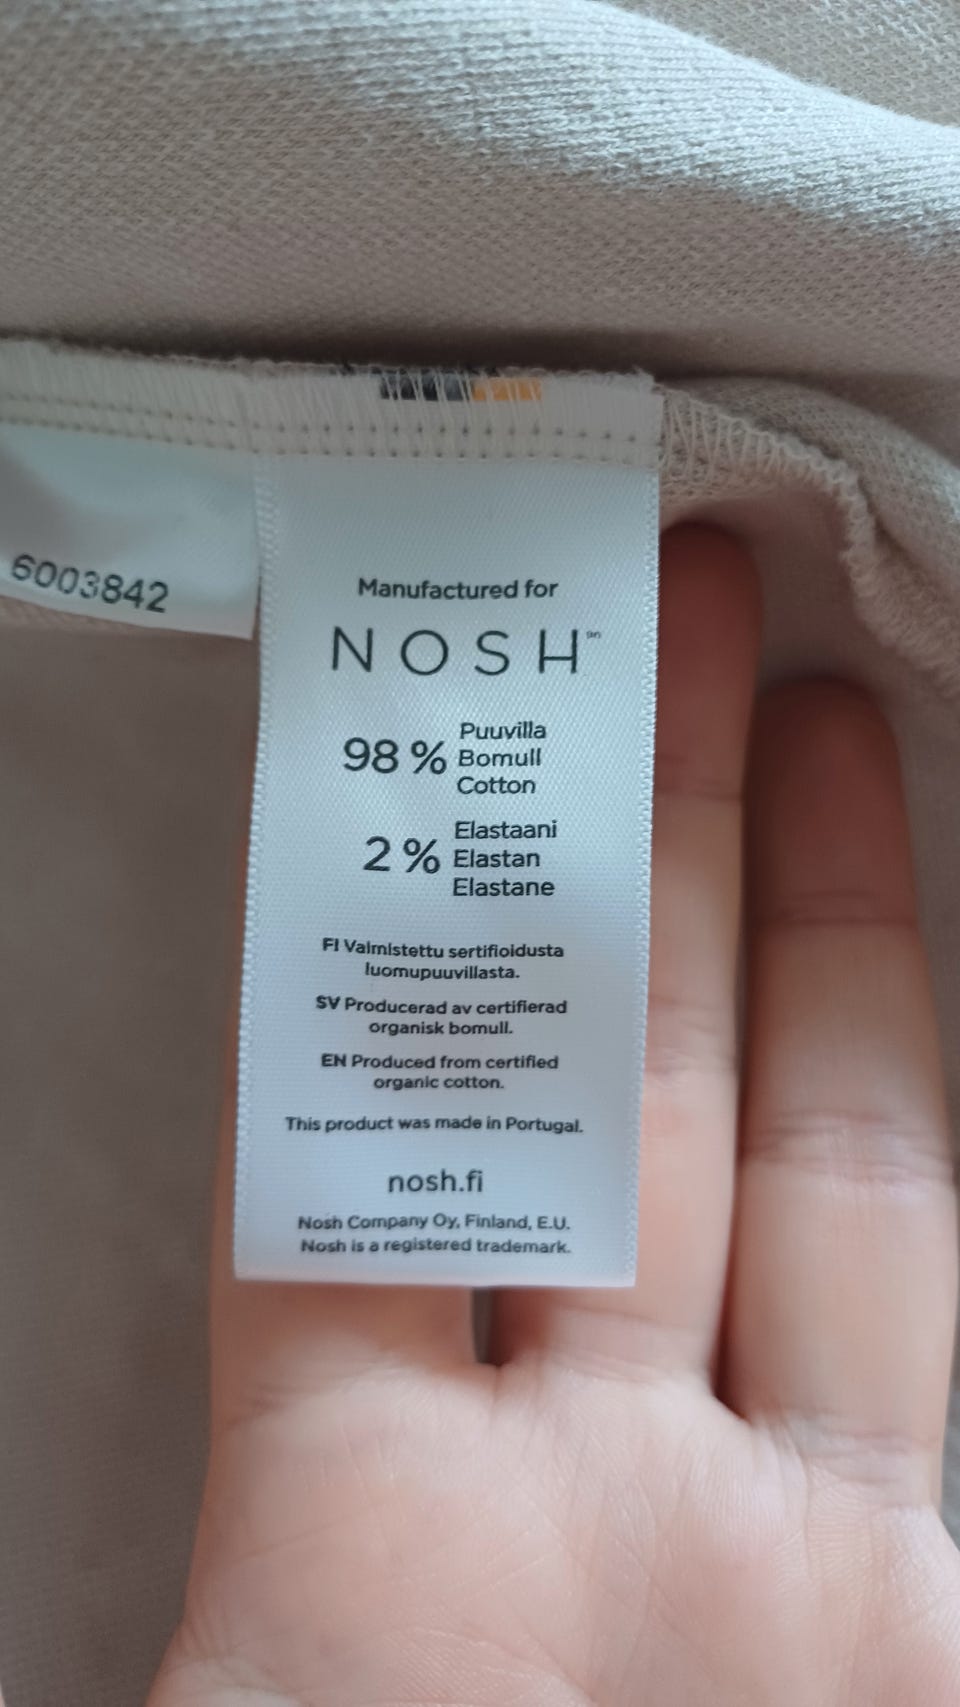 6003842
Manufactured for
NOSH
98 %
Puuvilla
Bomull
Cotton
2 %
Elastaani
Elastan
Elastane
FI Valmistettu sertifioidusta
luomupuuvillasta.
SV Producerad av certifierad
organisk bomull.
EN Produced from certified
organic cotton.
This product was made in Portugal.
nosh.fi
Nosh Company Oy, Finland, E.U.
Nosh is a registered trademark.